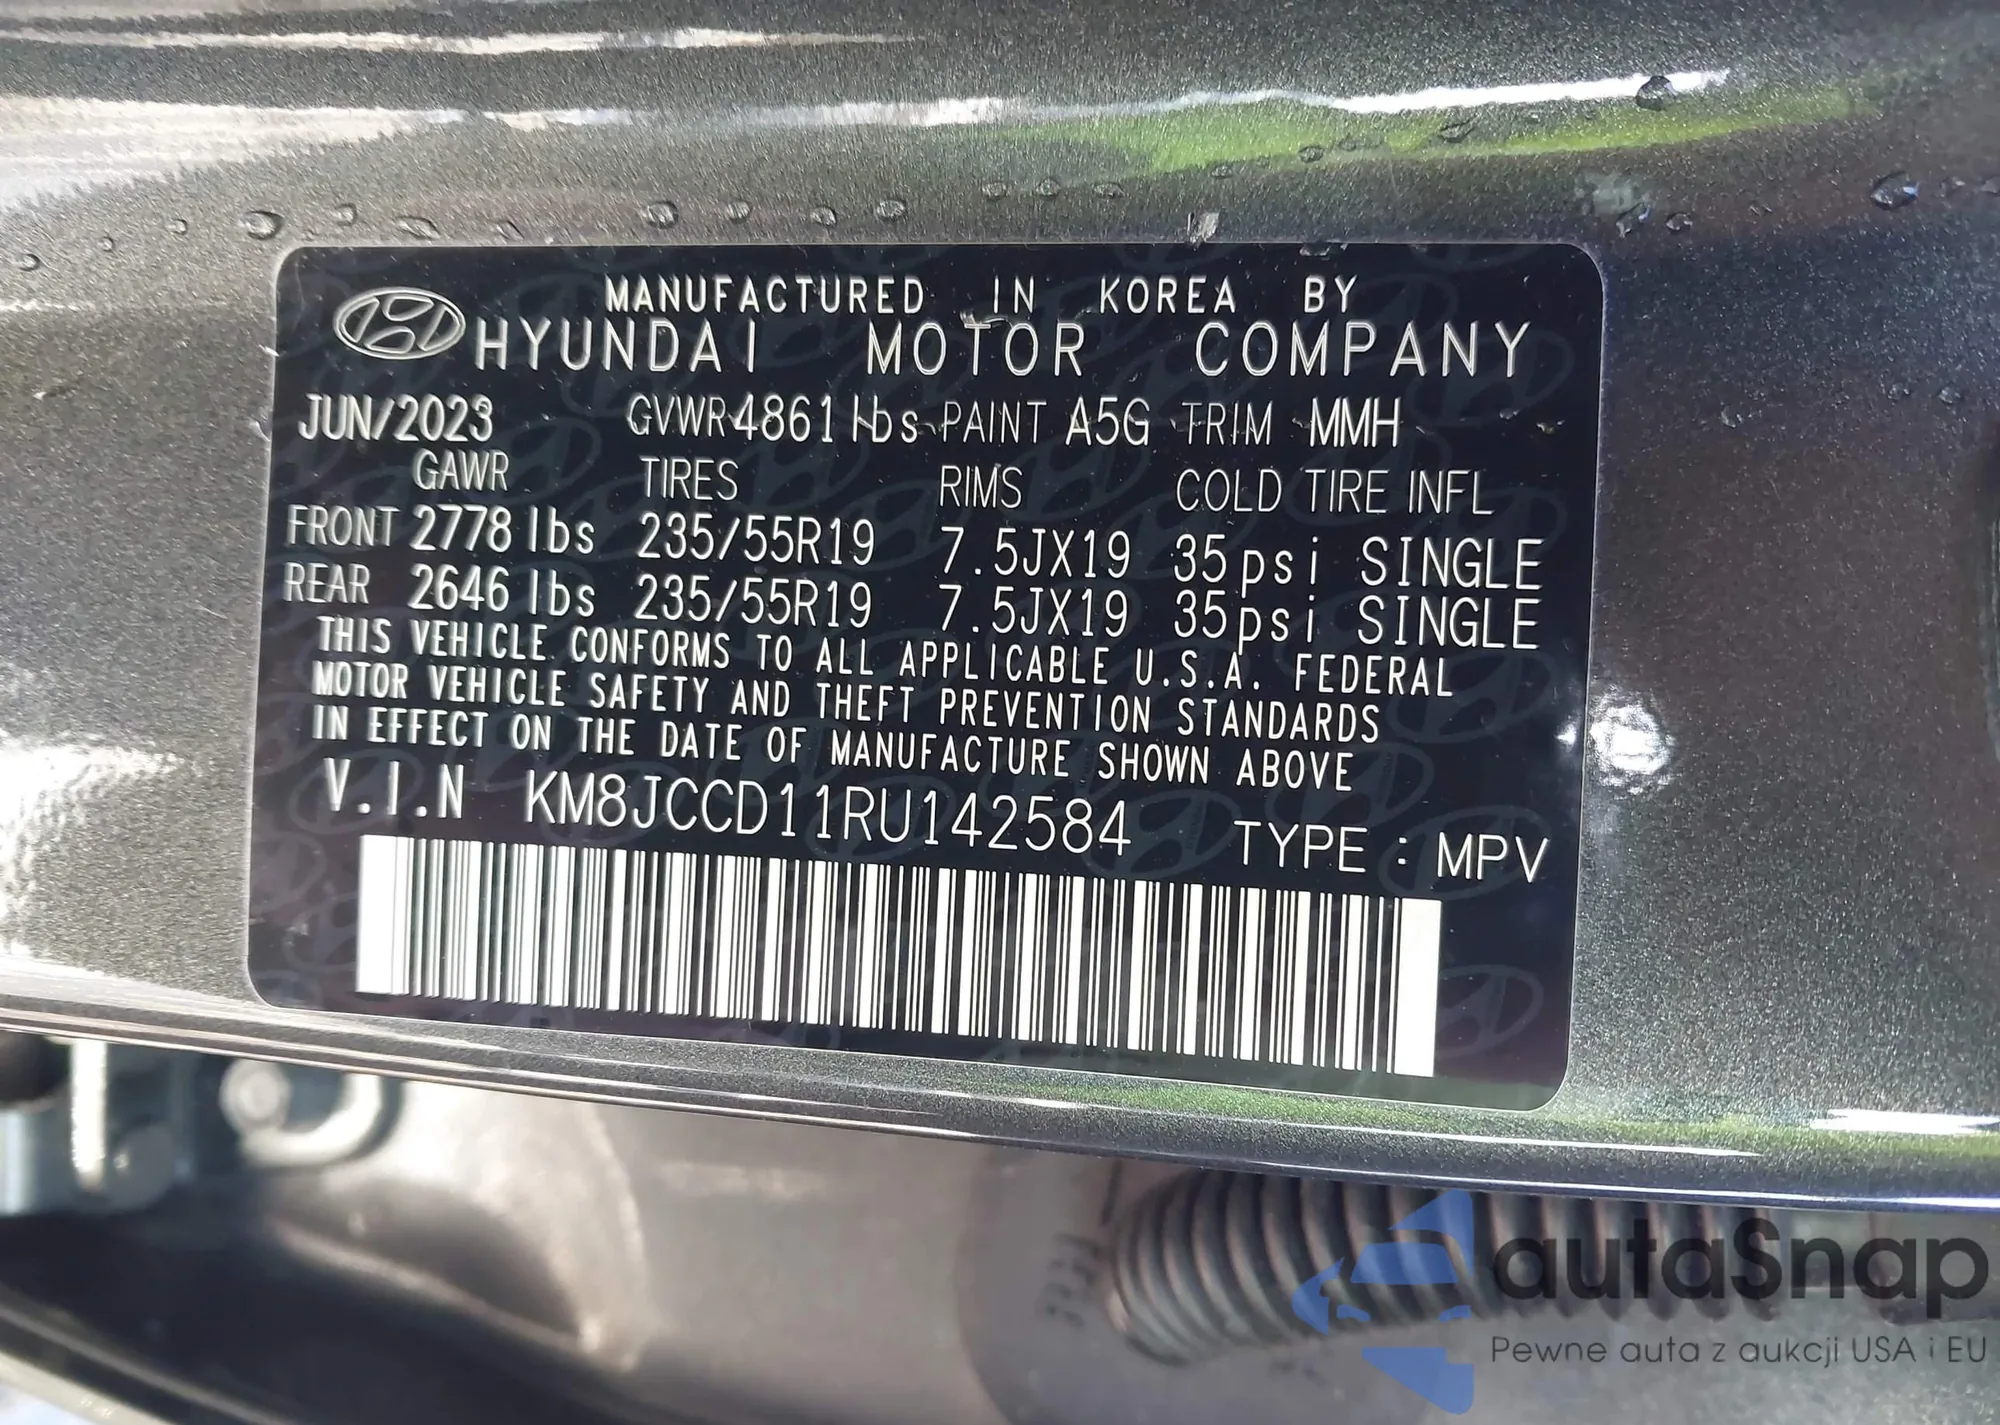 MANUFACTURED IN KOREA BY
HYUNDAI MOTOR COMPANY
JUN/2023 GVWR 4861 lbs PAINT A5G TRIM MMH
GAWR TIRES RIMS COLD TIRE INFL
FRONT 2778 lbs 235/55R19 7.5JX19 35psi SINGLE
REAR 2646 lbs 235/55R19 7.5JX19 35psi SINGLE
THIS VEHICLE CONFORMS TO ALL APPLICABLE U.S.A. FEDERAL
MOTOR VEHICLE SAFETY AND THEFT PREVENTION STANDARDS
IN EFFECT ON THE DATE OF MANUFACTURE SHOWN ABOVE
V.I.N KM8JCCD11RU142584 TYPE : MPV
autaSnap
Pewne auta z aukcji USA i EU